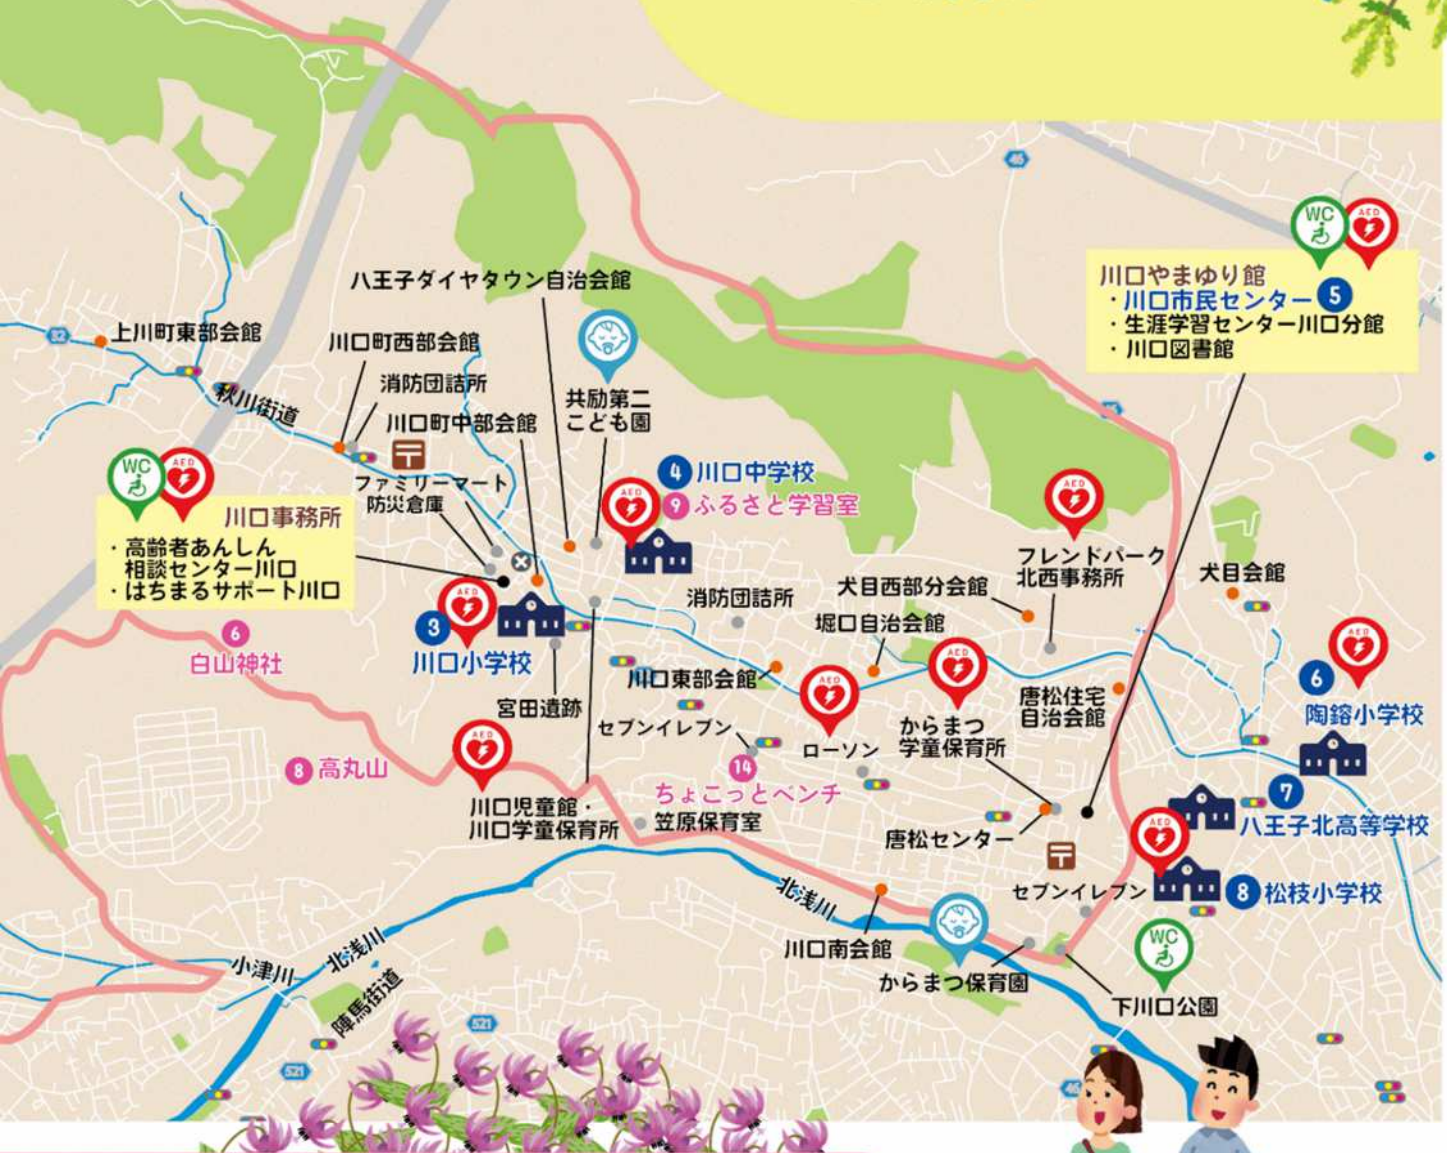 46
WC
AED
川口やまゆり館
・川口市民センター 5
・生涯学習センター川口分館
・川口図書館
八王子ダイヤタウン自治会館
32
上川町東部会館
川口町西部会館
消防団詰所
秋川街道
川口町中部会館
共励第二
こども園
〒
WC
AED
ファミリーマート
防災倉庫
AED
4 川口中学校
9 ふるさと学習室
川口事務所
・高齢者あんしん
相談センター川口
・はちまるサポート川口
AED
フレンドパーク
北西事務所
犬目会館
犬目西部分会館
消防団詰所
堀口自治会館
AED
3
川口小学校
6
白山神社
川口東部会館
AED
AED
AED
6
陶鎔小学校
宮田遺跡
セブンイレブン
ローソン
からまつ
学童保育所
唐松住宅
自治会館
AED
8 高丸山
14
ちょこっとベンチ
川口児童館・
川口学童保育所
笠原保育室
唐松センター
〒
7
八王子北高等学校
AED
セブンイレブン
8 松枝小学校
北浅川
川口南会館
からまつ保育園
WC
下川口公園
小津川
北浅川
陣馬街道
521
521
46